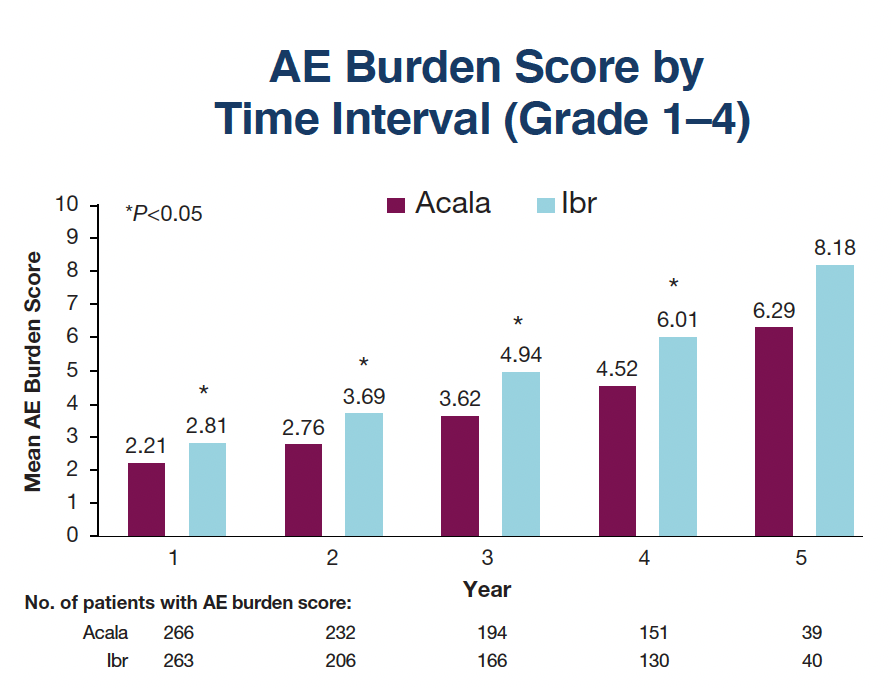 AE Burden Score by
Time Interval (Grade 1–4)
*P<0.05
Acala
Ibr
Mean AE Burden Score
10
9
8
7
6
5
4
3
2
1
0
2.21
*
2.81
2.76
*
3.69
3.62
*
4.94
4.52
*
6.01
6.29
8.18
1 2 3 4 5
Year
No. of patients with AE burden score:
Acala 266 232 194 151 39
Ibr 263 206 166 130 40